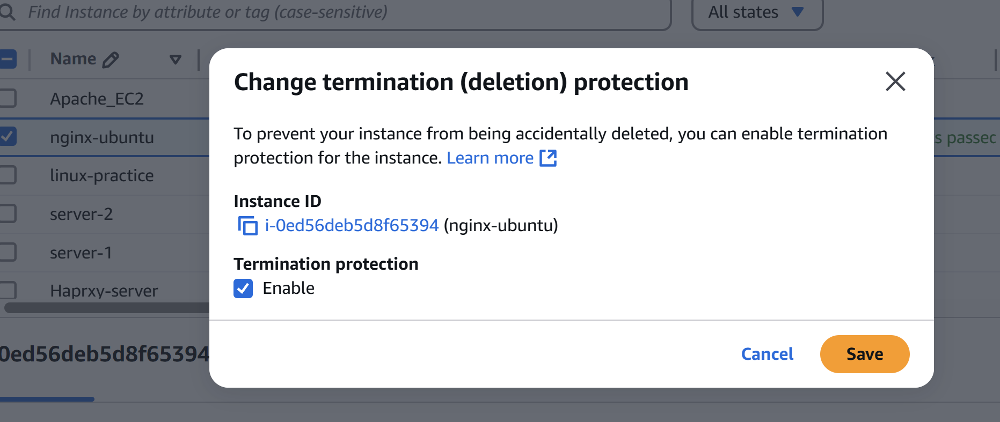 Find Instance by attribute or tag (case-sensitive)
All states
Name
Apache_EC2
nginx-ubuntu
linux-practice
server-2
server-1
Haprxy-server
0ed56deb5d8f65394
Change termination (deletion) protection
To prevent your instance from being accidentally deleted, you can enable termination
protection for the instance. Learn more
Instance ID
i-0ed56deb5d8f65394 (nginx-ubuntu)
Termination protection
Enable
Cancel
Save